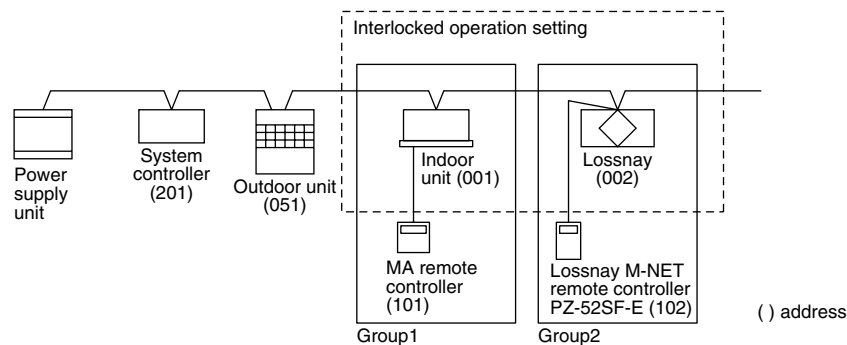 Interlocked operation setting
Power
supply
unit
System
controller
(201)
Outdoor unit
(051)
Indoor
unit (001)
Lossnay
(002)
MA remote
controller
(101)
Lossnay M-NET
remote controller
PZ-52SF-E (102)
( ) address
Group1
Group2